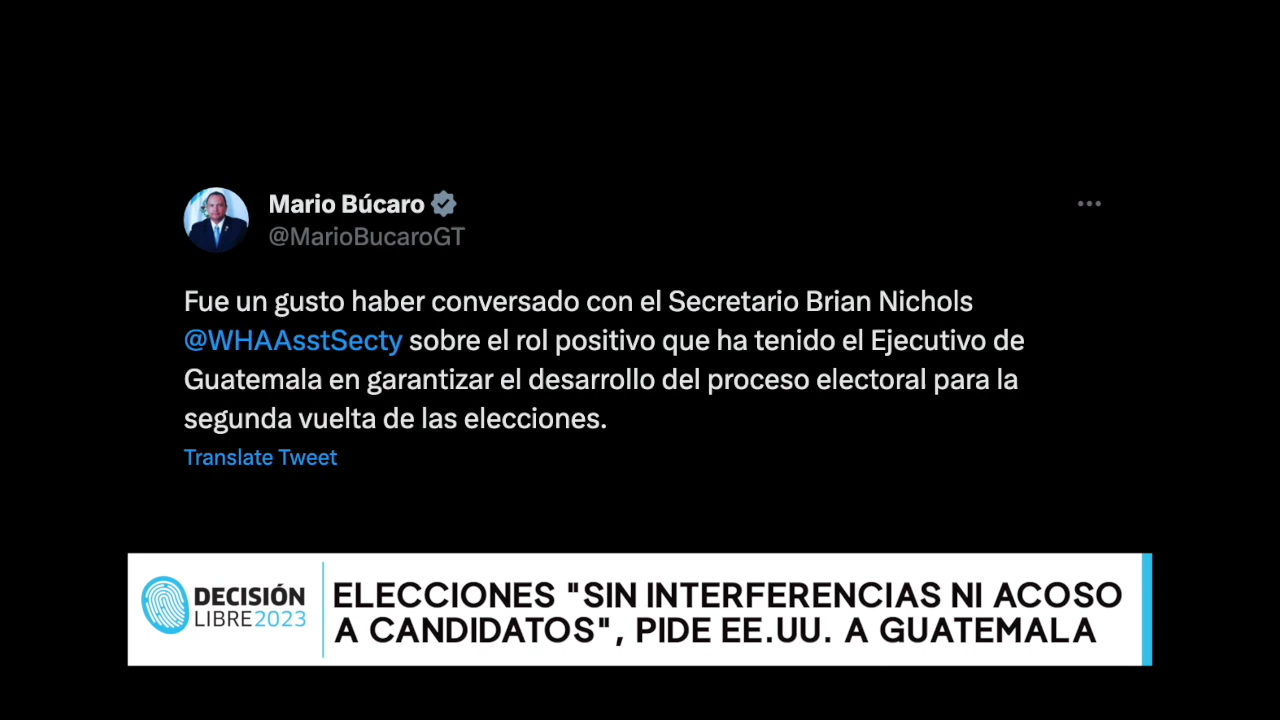 Mario Búcaro
@MarioBucaroGT
Fue un gusto haber conversado con el Secretario Brian Nichols
@WHAAsstSecty sobre el rol positivo que ha tenido el Ejecutivo de
Guatemala en garantizar el desarrollo del proceso electoral para la
segunda vuelta de las elecciones.
Translate Tweet
DECISIÓN
LIBRE2023
ELECCIONES "SIN INTERFERENCIAS NI ACOSO
A CANDIDATOS", PIDE EE.UU. A GUATEMALA